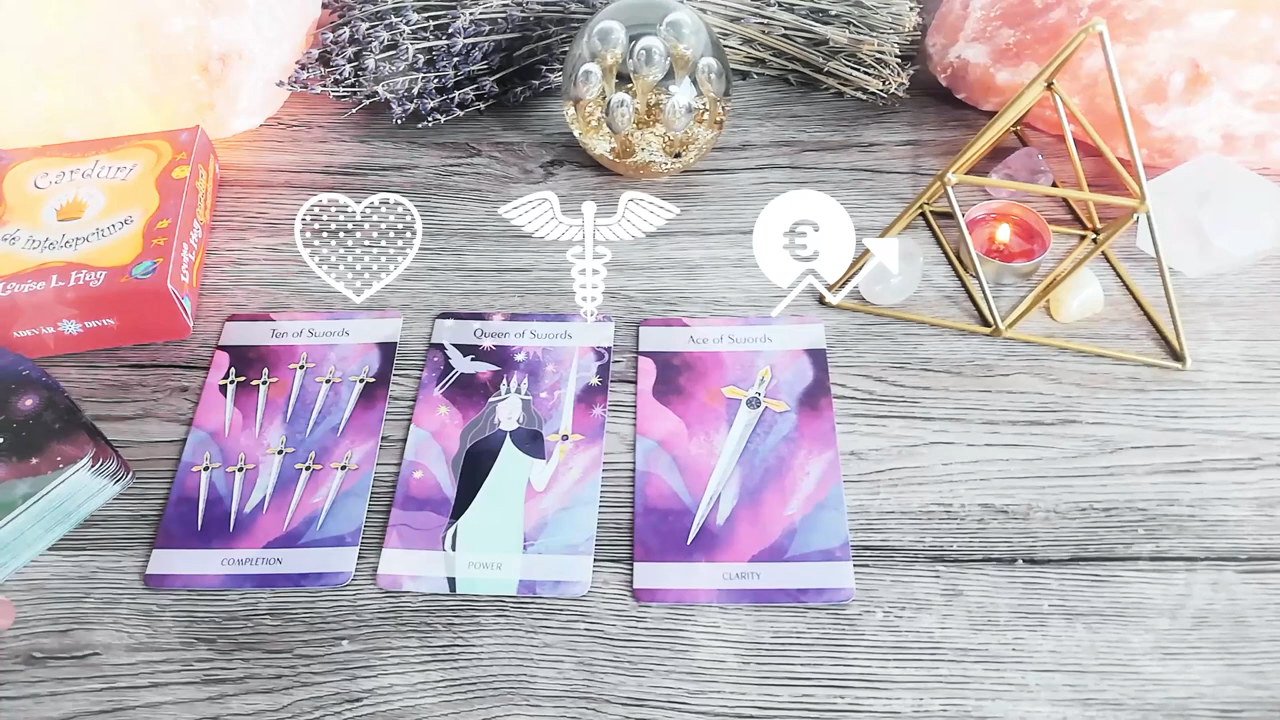 Carduri
de înțelepciune
Louise L. Hay
ADEVĂR DIVIN
Ten of Swords
COMPLETION
Queen of Swords
POWER
€
Ace of Swords
CLARITY